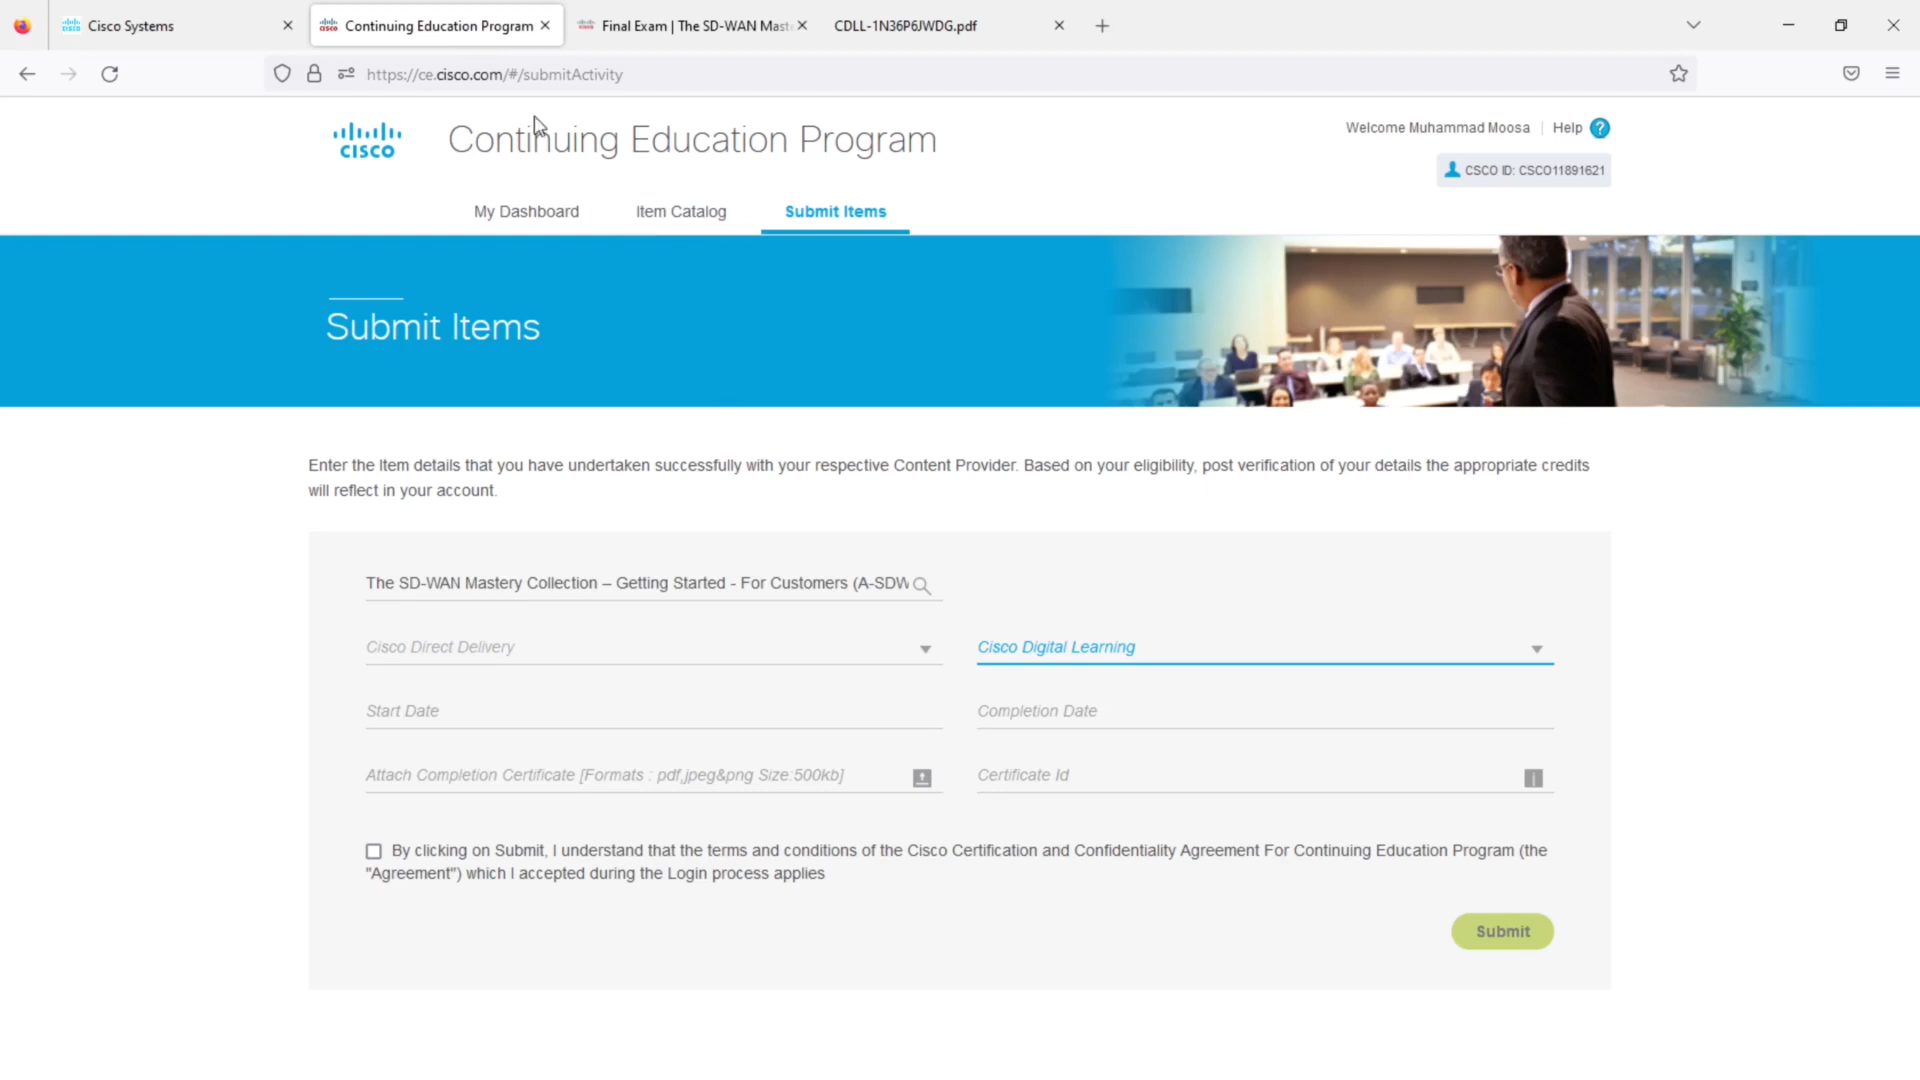 Cisco Systems
Continuing Education Program
Final Exam | The SD-WAN Mast
CDLL-1N36P6JWDG.pdf
https://ce.cisco.com/#/submitActivity
CISCO
Continuing Education Program
Welcome Muhammad Moosa | Help ?
CSCO ID: CSCO11891621
My Dashboard
Item Catalog
Submit Items
Submit Items
Enter the Item details that you have undertaken successfully with your respective Content Provider. Based on your eligibility, post verification of your details the appropriate credits
will reflect in your account.
The SD-WAN Mastery Collection – Getting Started - For Customers (A-SDW
Cisco Direct Delivery
Cisco Digital Learning
Start Date
Completion Date
Attach Completion Certificate [Formats : pdf,jpeg&png Size:500kb]
Certificate Id
By clicking on Submit, I understand that the terms and conditions of the Cisco Certification and Confidentiality Agreement For Continuing Education Program (the
"Agreement") which I accepted during the Login process applies
Submit